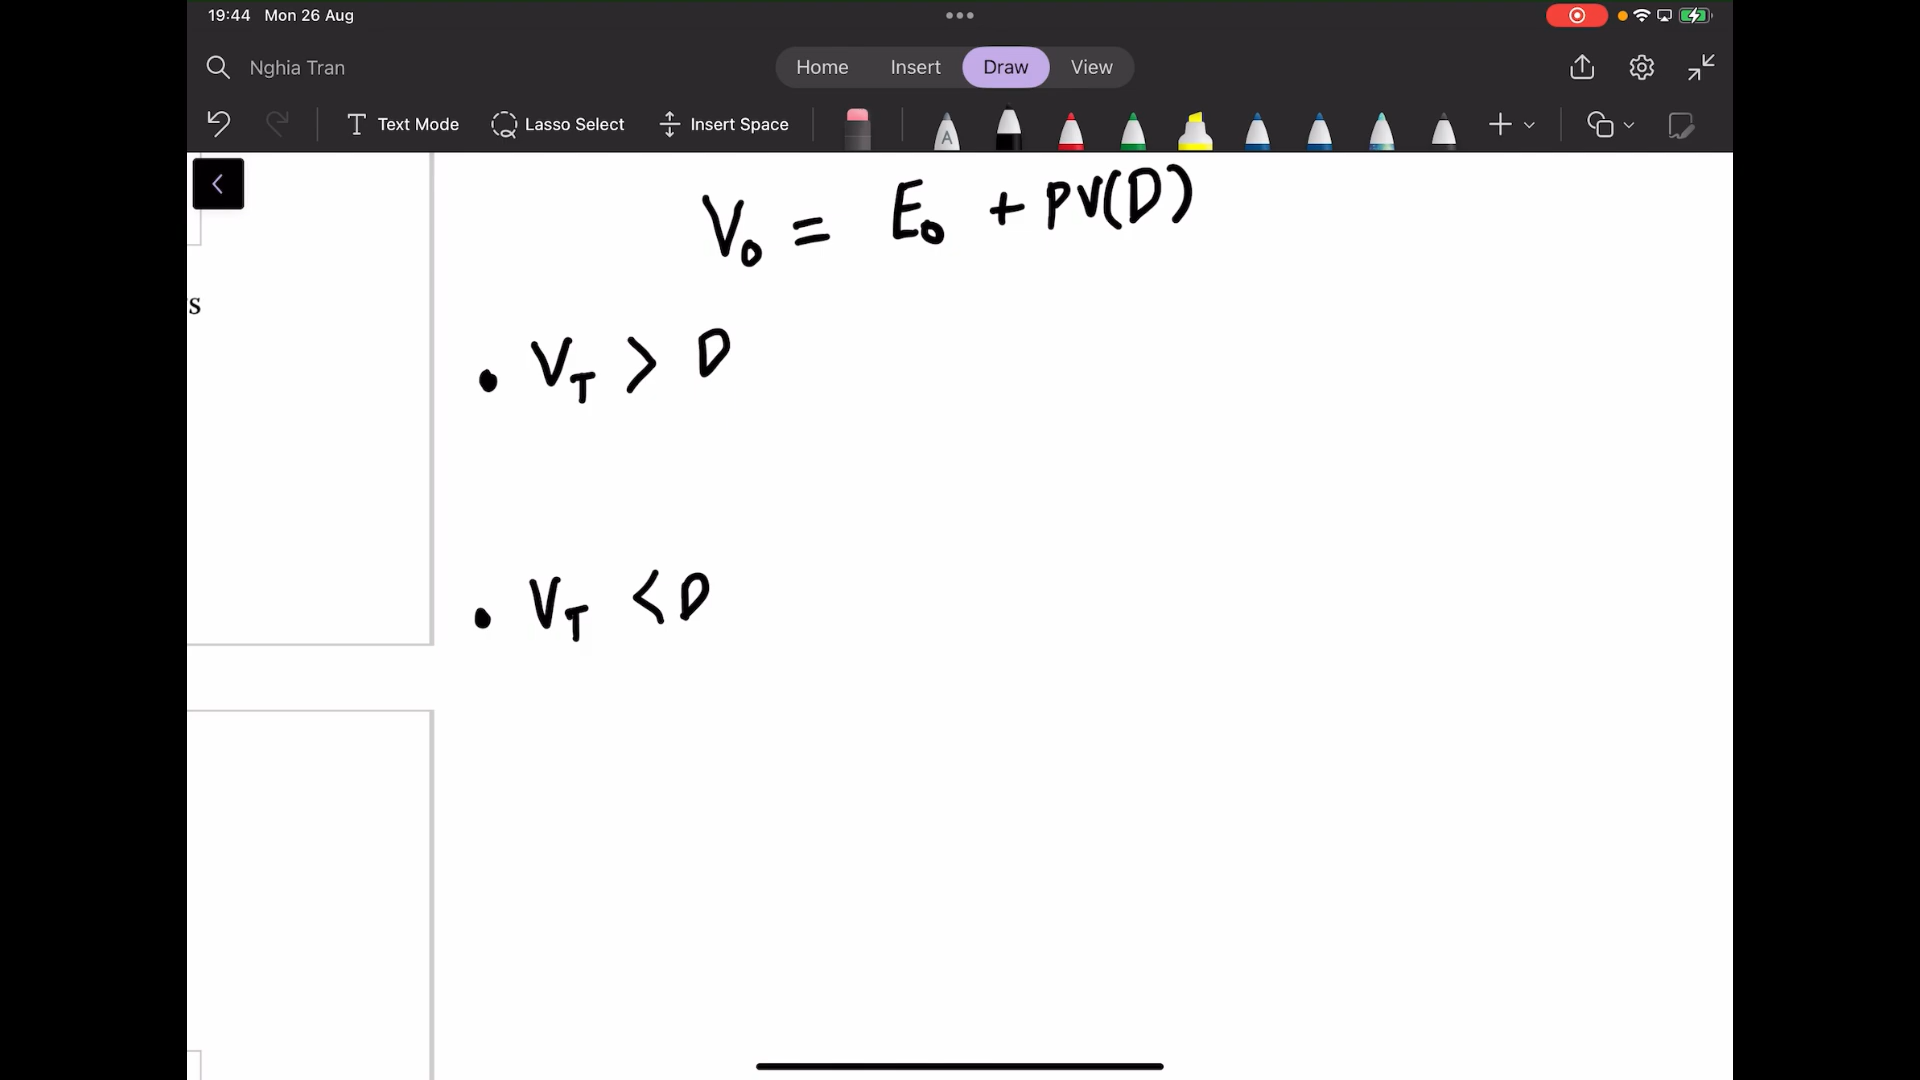 19:44 Mon 26 Aug
Nghia Tran
Home Insert Draw View
Text Mode Lasso Select Insert Space A
V₀ = E₀ + PV(D)
s
• V_T > D
• V_T < D